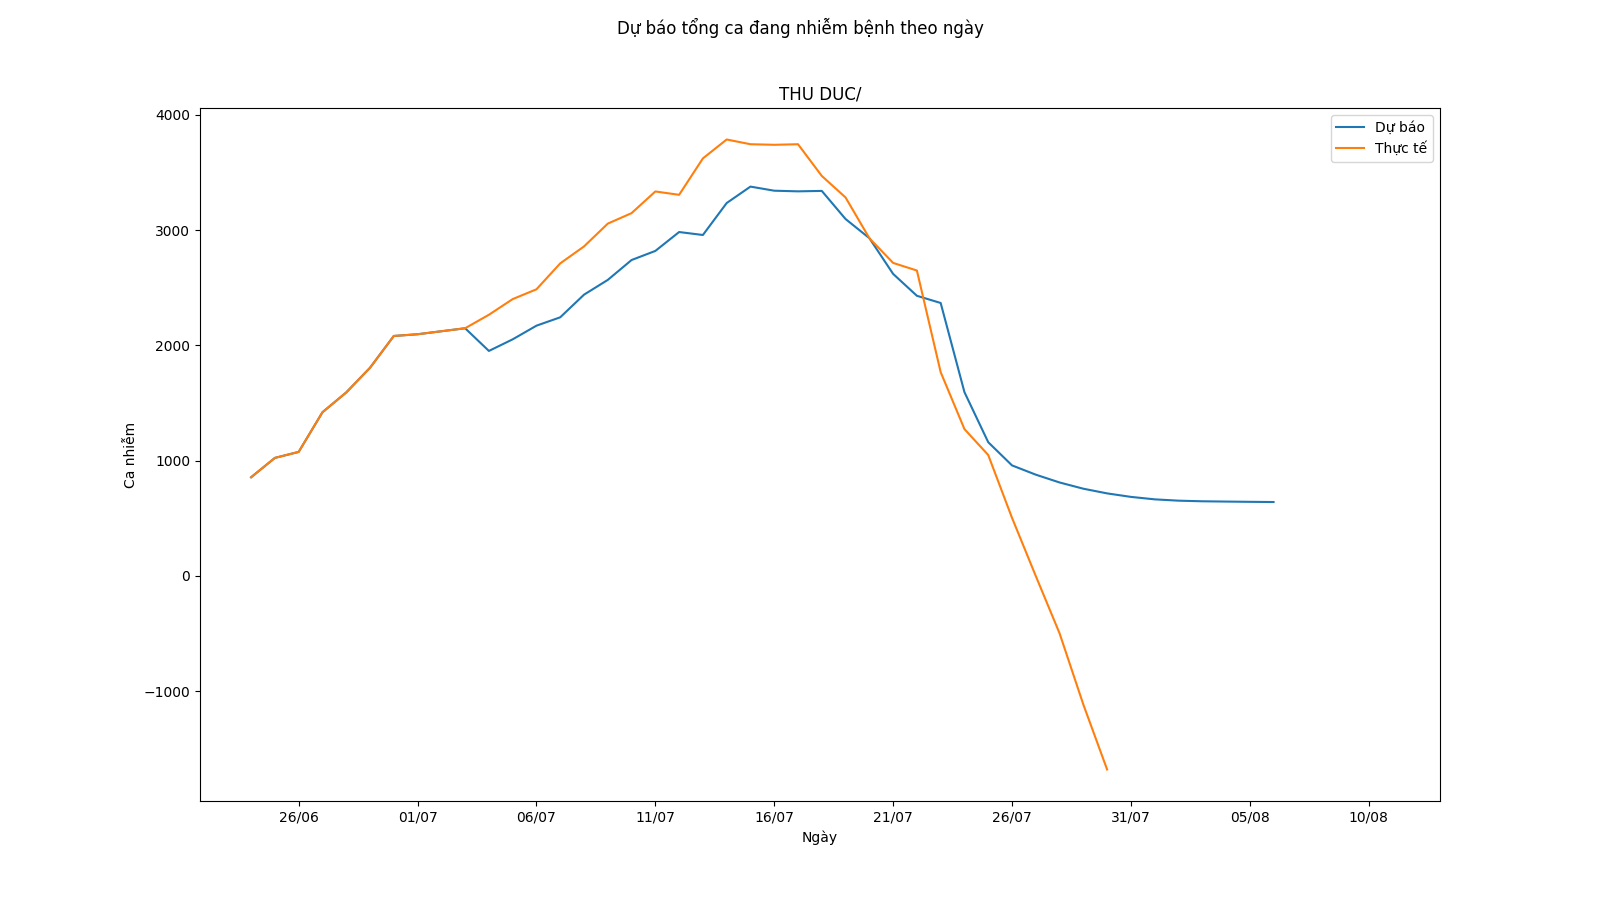 Dự báo tổng ca đang nhiễm bệnh theo ngày
THU DUC/
Dự báo
Thực tế
4000
3000
2000
1000
0
−1000
Ca nhiễm
26/06 01/07 06/07 11/07 16/07 21/07 26/07 31/07 05/08 10/08
Ngày